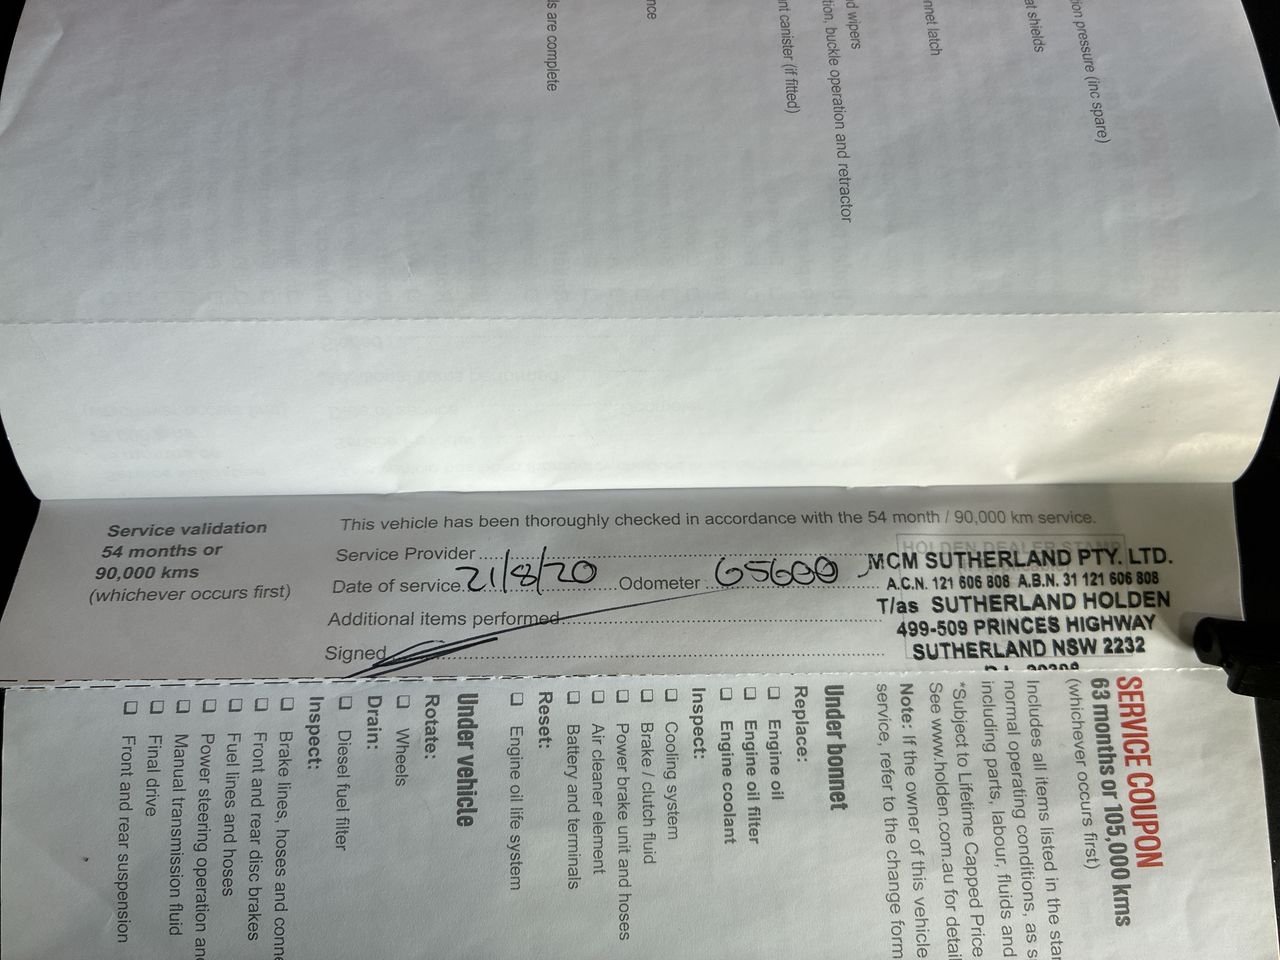 ion pressure (inc spare)
at shields
nnet latch
d wipers
tion, buckle operation and retractor
nt canister (if fitted)
nce
ls are complete
Service validation
54 months or
90,000 kms
(whichever occurs first)
This vehicle has been thoroughly checked in accordance with the 54 month / 90,000 km service.
Service Provider
Date of service 21/8/20 Odometer 65600
Additional items performed
Signed
HOLDEN DEALER STAMP
MCM SUTHERLAND PTY. LTD.
A.C.N. 121 606 808 A.B.N. 31 121 606 808
T/as SUTHERLAND HOLDEN
499-509 PRINCES HIGHWAY
SUTHERLAND NSW 2232
SERVICE COUPON
63 months or 105,000 kms
(whichever occurs first)
Includes all items listed in the star
normal operating conditions, as s
including parts, labour, fluids and
*Subject to Lifetime Capped Price
See www.holden.com.au for detail
Note: If the owner of this vehicle
service, refer to the change form
Under bonnet
Replace:
Engine oil
Engine oil filter
Engine coolant
Inspect:
Cooling system
Brake / clutch fluid
Power brake unit and hoses
Air cleaner element
Battery and terminals
Reset:
Engine oil life system
Under vehicle
Rotate:
Wheels
Drain:
Diesel fuel filter
Inspect:
Brake lines, hoses and conne
Front and rear disc brakes
Fuel lines and hoses
Power steering operation and
Manual transmission fluid
Final drive
Front and rear suspension